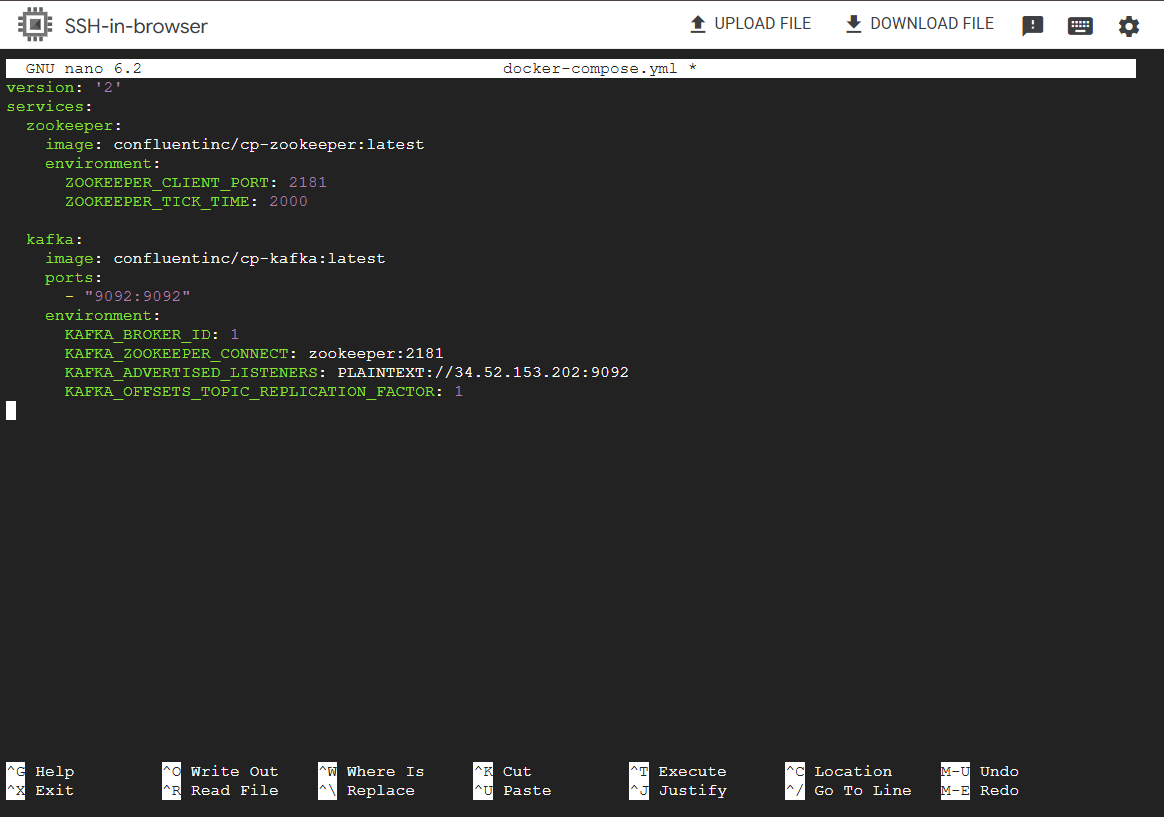 SSH-in-browser UPLOAD FILE DOWNLOAD FILE
GNU nano 6.2 docker-compose.yml *
version: '2'
services:
  zookeeper:
    image: confluentinc/cp-zookeeper:latest
    environment:
      ZOOKEEPER_CLIENT_PORT: 2181
      ZOOKEEPER_TICK_TIME: 2000
  kafka:
    image: confluentinc/cp-kafka:latest
    ports:
      - "9092:9092"
    environment:
      KAFKA_BROKER_ID: 1
      KAFKA_ZOOKEEPER_CONNECT: zookeeper:2181
      KAFKA_ADVERTISED_LISTENERS: PLAINTEXT://34.52.153.202:9092
      KAFKA_OFFSETS_TOPIC_REPLICATION_FACTOR: 1
^G Help ^O Write Out ^W Where Is ^K Cut ^T Execute ^C Location M-U Undo
^X Exit ^R Read File ^\ Replace ^U Paste ^J Justify ^/ Go To Line M-E Redo